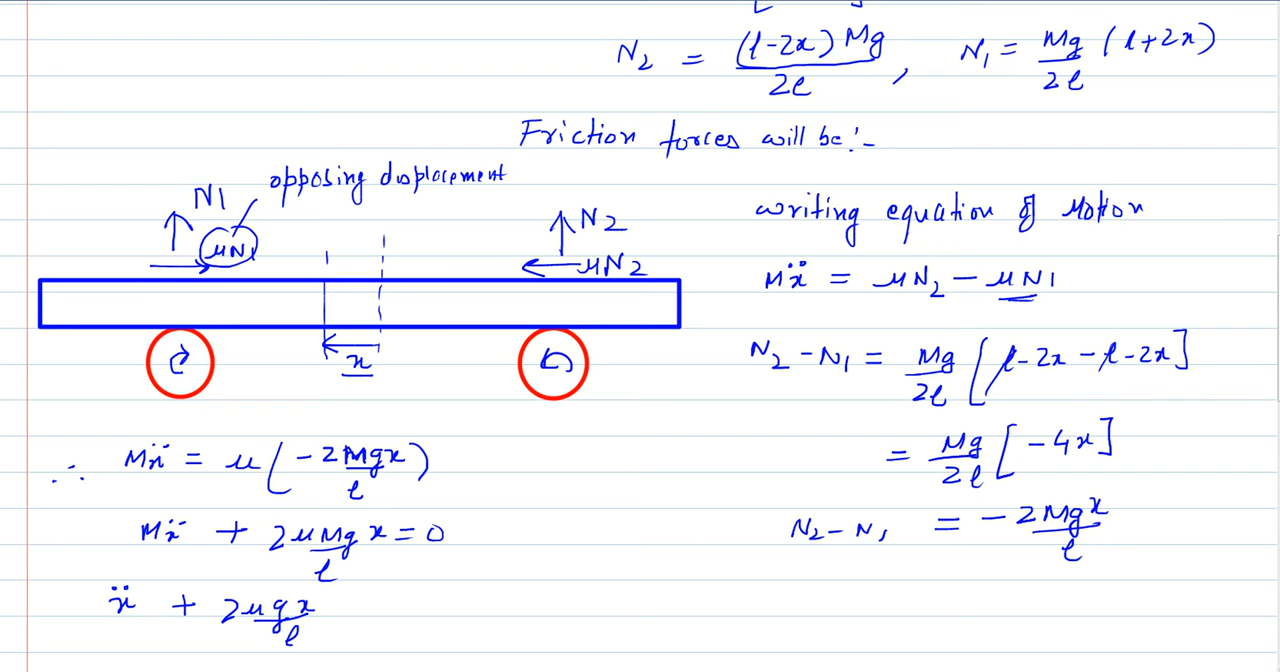 N₂ = (l-2x) Mg / 2l , N₁ = Mg / 2l (l+2x)
Friction forces will be:-
opposing displacement
N1
μN₁
N2
μN2
x
writing equation of Motion
Mẍ = μN₂ - μN1
N₂ - N₁ = Mg / 2l [l-2x-l-2x]
= Mg / 2l [-4x]
N₂ - N₁ = -2Mgx / l
∴ Mẍ = μ(-2Mgx / l)
Mẍ + 2μMg / l x = 0
ẍ + 2μgx / l